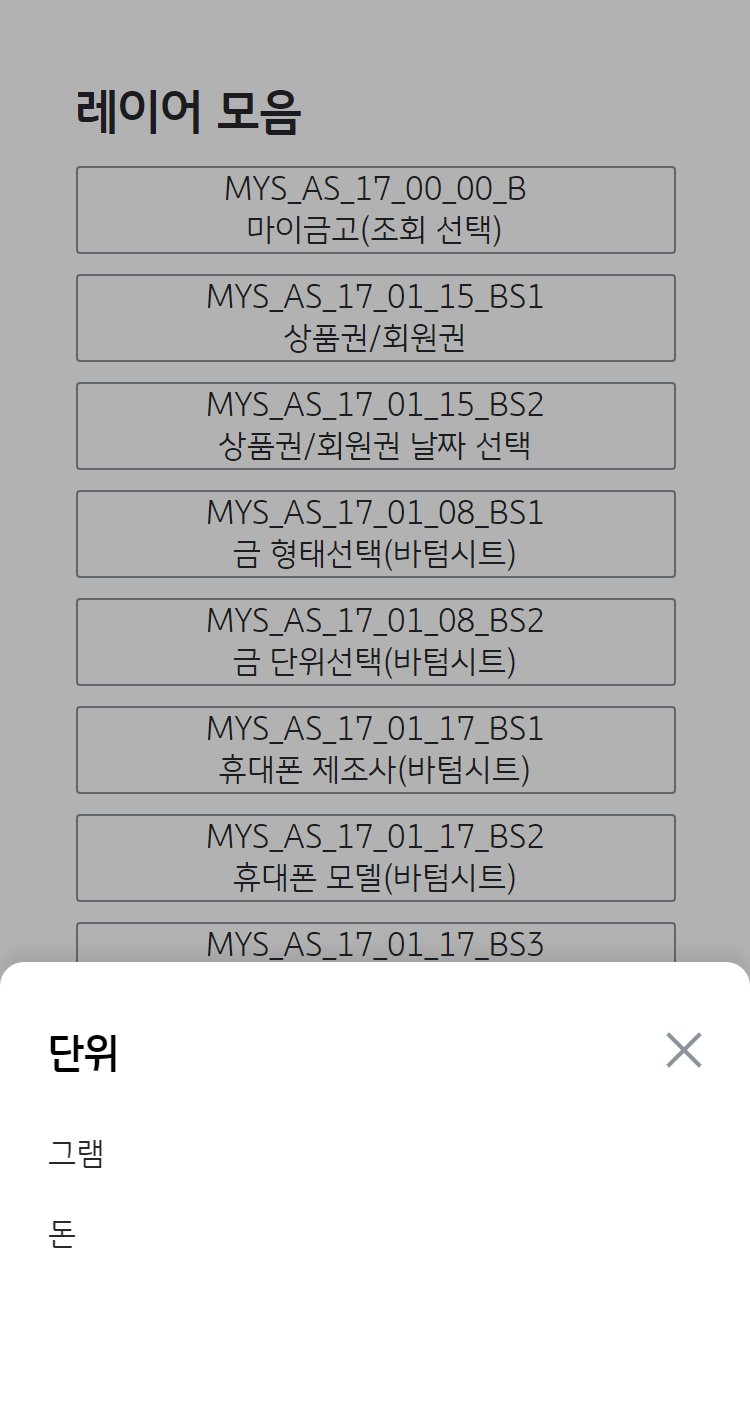 레이어 모음
MYS_AS_17_00_00_B
마이금고(조회 선택)
MYS_AS_17_01_15_BS1
상품권/회원권
MYS_AS_17_01_15_BS2
상품권/회원권 날짜 선택
MYS_AS_17_01_08_BS1
금 형태선택(바텀시트)
MYS_AS_17_01_08_BS2
금 단위선택(바텀시트)
MYS_AS_17_01_17_BS1
휴대폰 제조사(바텀시트)
MYS_AS_17_01_17_BS2
휴대폰 모델(바텀시트)
MYS_AS_17_01_17_BS3
단위
그램
돈